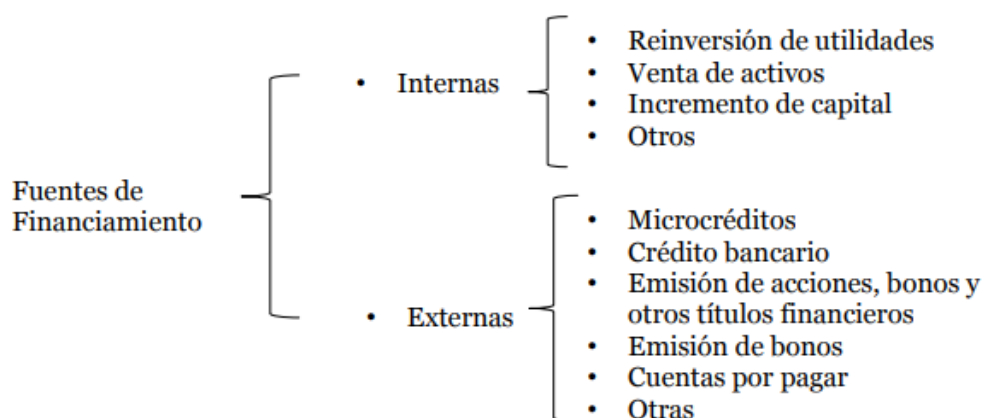 Fuentes de
Financiamiento
• Internas
• Reinversión de utilidades
• Venta de activos
• Incremento de capital
• Otros
• Externas
• Microcréditos
• Crédito bancario
• Emisión de acciones, bonos y
otros títulos financieros
• Emisión de bonos
• Cuentas por pagar
• Otras